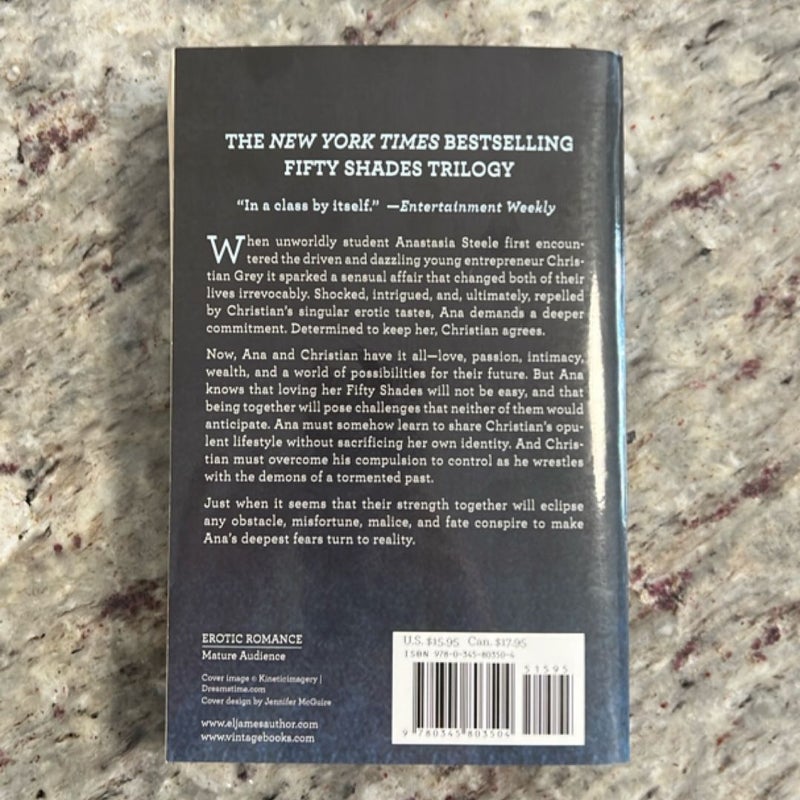 THE NEW YORK TIMES BESTSELLING
FIFTY SHADES TRILOGY
“In a class by itself.” —Entertainment Weekly
When unworldly student Anastasia Steele first encoun-
tered the driven and dazzling young entrepreneur Chris-
tian Grey it sparked a sensual affair that changed both of their
lives irrevocably. Shocked, intrigued, and, ultimately, repelled
by Christian’s singular erotic tastes, Ana demands a deeper
commitment. Determined to keep her, Christian agrees.
Now, Ana and Christian have it all—love, passion, intimacy,
wealth, and a world of possibilities for their future. But Ana
knows that loving her Fifty Shades will not be easy, and that
being together will pose challenges that neither of them would
anticipate. Ana must somehow learn to share Christian’s opu-
lent lifestyle without sacrificing her own identity. And Chris-
tian must overcome his compulsion to control as he wrestles
with the demons of a tormented past.
Just when it seems that their strength together will eclipse
any obstacle, misfortune, malice, and fate conspire to make
Ana’s deepest fears turn to reality.
EROTIC ROMANCE
Mature Audience
Cover image © Kineticimagery |
Dreamstime.com
Cover design by Jennifer McGuire
www.eljamesauthor.com
www.vintagebooks.com
U.S. $15.95 Can. $17.95
ISBN 978-0-345-80350-4
51595
9 780345 803504